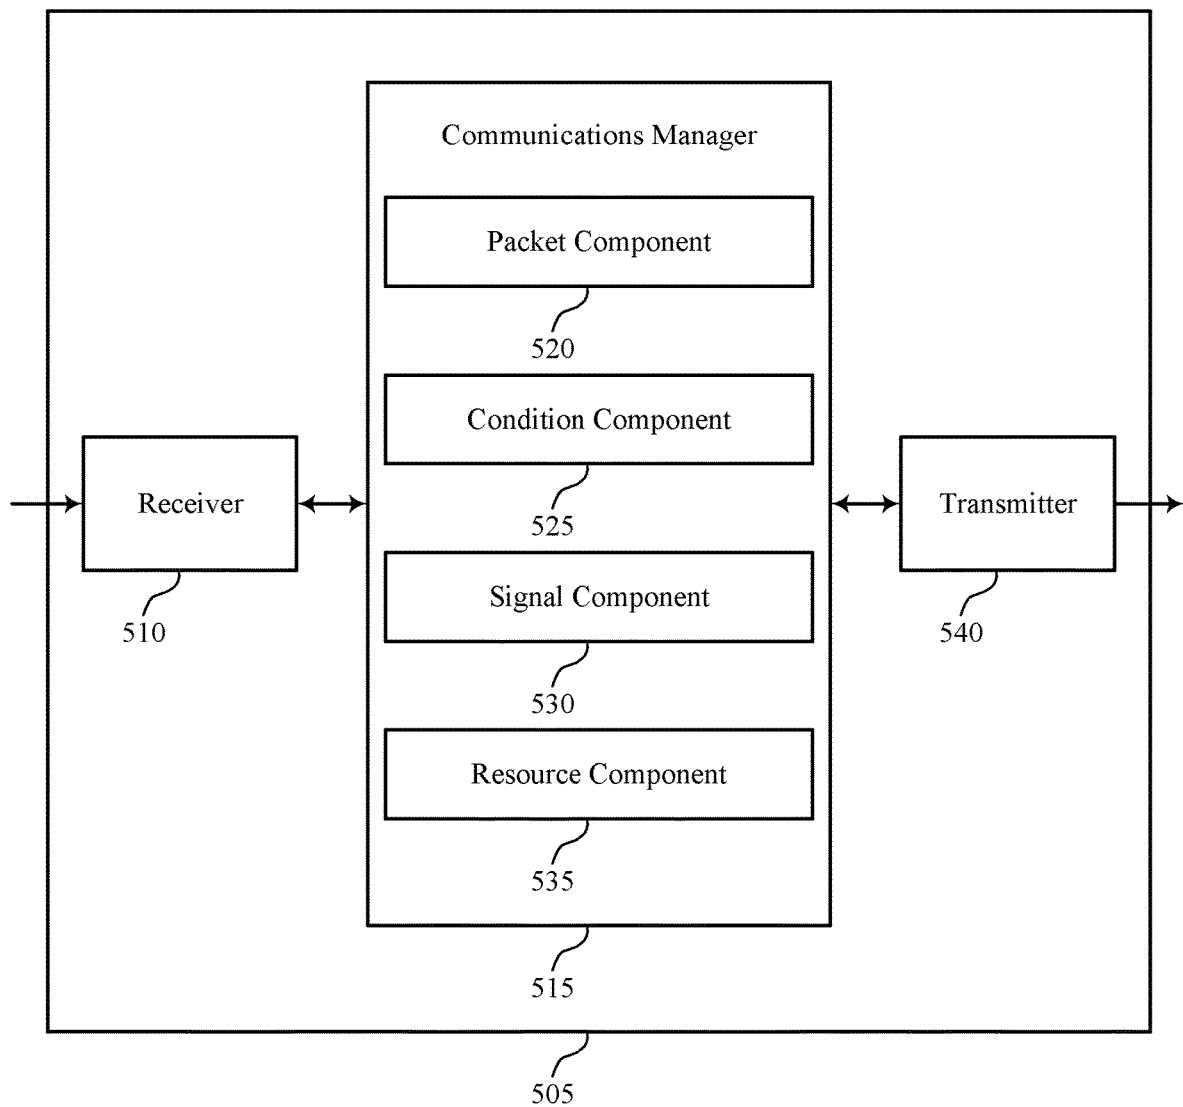 Communications Manager
Packet Component
520
Condition Component
525
Receiver
510
Transmitter
540
Signal Component
530
Resource Component
535
515
505